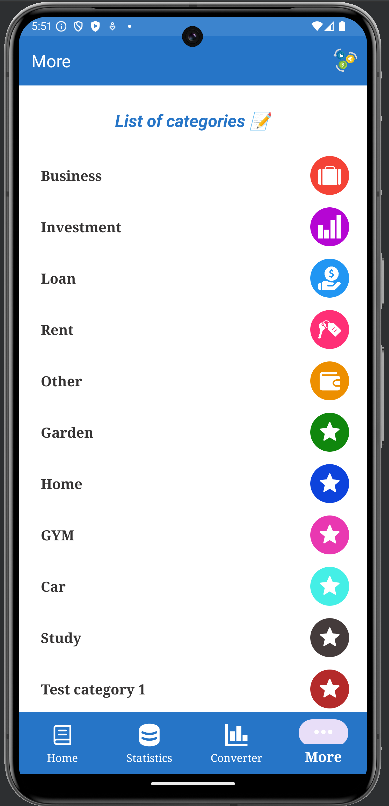 5:51
More
List of categories 📝
Business
Investment
Loan
Rent
Other
Garden
Home
GYM
Car
Study
Test category 1
Home
Statistics
Converter
More